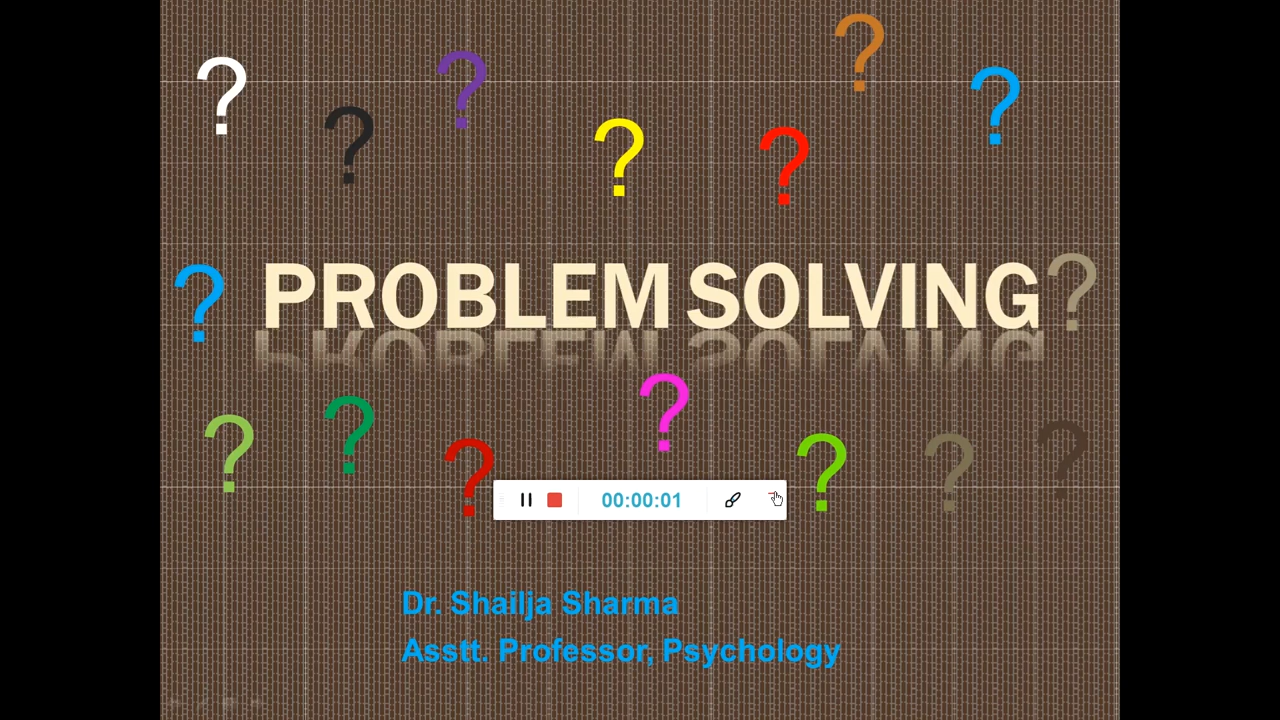 ? ? ? ? ? ? ?
? PROBLEM SOLVING ?
? ? ? ? ? ? ?
00:00:01
Dr. Shailja Sharma
Asstt. Professor, Psychology